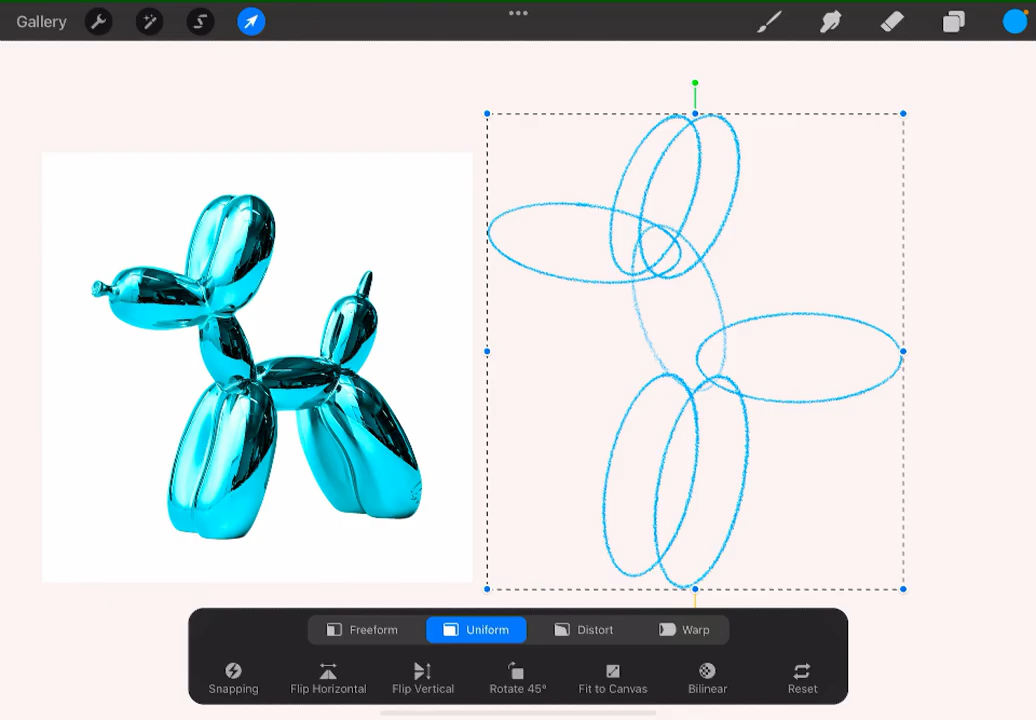 Gallery
Freeform Uniform Distort Warp
Snapping Flip Horizontal Flip Vertical Rotate 45° Fit to Canvas Bilinear Reset